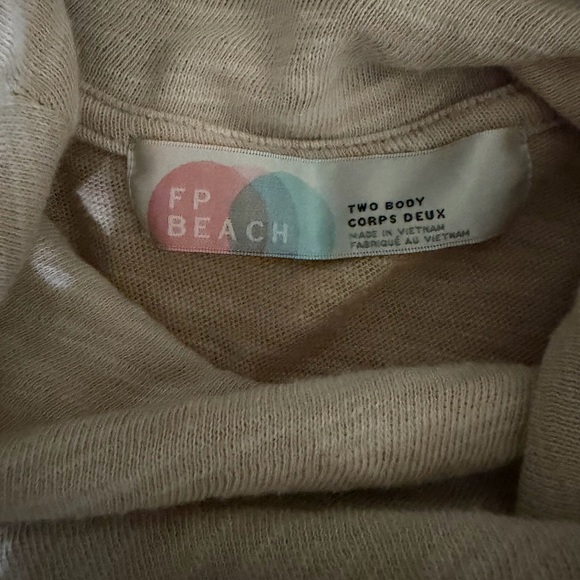 FP
BEACH
TWO BODY
CORPS DEUX
MADE IN VIETNAM
FABRIQUÉ AU VIETNAM